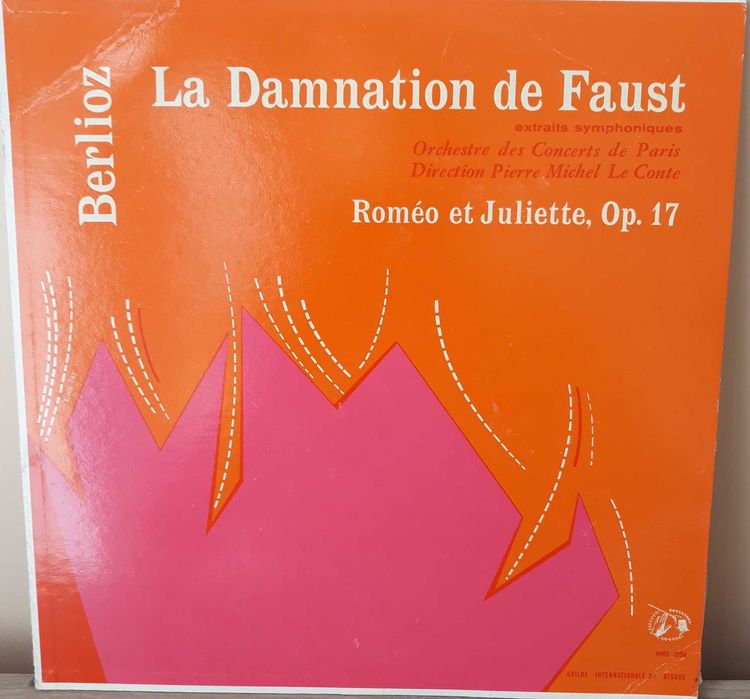 Berlioz
La Damnation de Faust
extraits symphoniques
Orchestre des Concerts de Paris
Direction Pierre Michel Le Conte
Roméo et Juliette, Op. 17
GUILDE INTERNATIONALE DU DISQUE